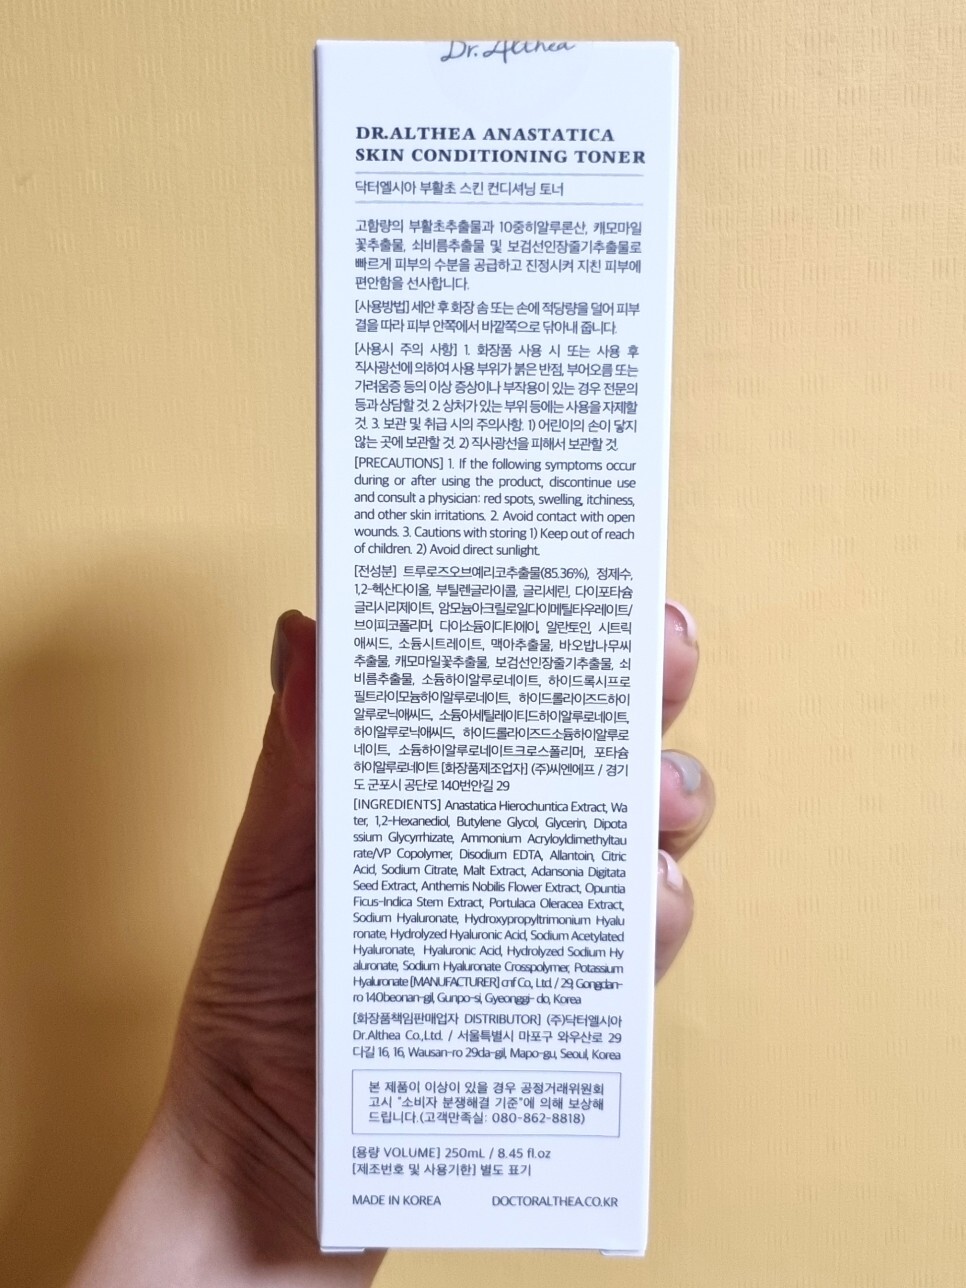 Dr. Althea
DR.ALTHEA ANASTATICA
SKIN CONDITIONING TONER
닥터엘시아 부활초 스킨 컨디셔닝 토너
고함량의 부활초추출물과 10중히알루론산, 캐모마일
꽃추출물, 쇠비름추출물 및 보검선인장줄기추출물로
빠르게 피부의 수분을 공급하고 진정시켜 지친 피부에
편안함을 선사합니다.
[사용방법] 세안 후 화장 솜 또는 손에 적당량을 덜어 피부
결을 따라 피부 안쪽에서 바깥쪽으로 닦아내 줍니다.
[사용시 주의 사항] 1. 화장품 사용 시 또는 사용 후
직사광선에 의하여 사용 부위가 붉은 반점, 부어오름 또는
가려움증 등의 이상 증상이나 부작용이 있는 경우 전문의
등과 상담할 것. 2. 상처가 있는 부위 등에는 사용을 자제할
것. 3. 보관 및 취급 시의 주의사항. 1) 어린이의 손이 닿지
않는 곳에 보관할 것. 2) 직사광선을 피해서 보관할 것.
[PRECAUTIONS] 1. If the following symptoms occur
during or after using the product, discontinue use
and consult a physician: red spots, swelling, itchiness,
and other skin irritations. 2. Avoid contact with open
wounds. 3. Cautions with storing 1) Keep out of reach
of children. 2) Avoid direct sunlight.
[전성분] 트루로즈오브예리코추출물(85.36%), 정제수,
1,2-헥산다이올, 부틸렌글라이콜, 글리세린, 다이포타슘
글리시리제이트, 암모늄아크릴로일다이메틸타우레이트/
브이피코폴리머, 다이소듐이디티에이, 알란토인, 시트릭
애씨드, 소듐시트레이트, 맥아추출물, 바오밥나무씨
추출물, 캐모마일꽃추출물, 보검선인장줄기추출물, 쇠
비름추출물, 소듐하이알루로네이트, 하이드록시프로
필트라이모늄하이알루로네이트, 하이드롤라이즈드하이
알루로닉애씨드, 소듐아세틸레이티드하이알루로네이트,
하이알루로닉애씨드, 하이드롤라이즈드소듐하이알루로
네이트, 소듐하이알루로네이트크로스폴리머, 포타슘
하이알루로네이트 [화장품제조업자] (주)씨엔에프 / 경기
도 군포시 공단로 140번안길 29
[INGREDIENTS] Anastatica Hierochuntica Extract, Wa
ter, 1,2-Hexanediol, Butylene Glycol, Glycerin, Dipota
ssium Glycyrrhizate, Ammonium Acryloyldimethyltau
rate/VP Copolymer, Disodium EDTA, Allantoin, Citric
Acid, Sodium Citrate, Malt Extract, Adansonia Digitata
Seed Extract, Anthemis Nobilis Flower Extract, Opuntia
Ficus-Indica Stem Extract, Portulaca Oleracea Extract,
Sodium Hyaluronate, Hydroxypropyltrimonium Hyalu
ronate, Hydrolyzed Hyaluronic Acid, Sodium Acetylated
Hyaluronate, Hyaluronic Acid, Hydrolyzed Sodium Hy
aluronate, Sodium Hyaluronate Crosspolymer, Potassium
Hyaluronate [MANUFACTURER] cnf Co., Ltd. / 29, Gongdan-
ro 140beonan-gil, Gunpo-si, Gyeonggi- do, Korea
[화장품책임판매업자 DISTRIBUTOR] (주)닥터엘시아
Dr.Althea Co.,Ltd. / 서울특별시 마포구 와우산로 29
다길 16, 16, Wausan-ro 29da-gil, Mapo-gu, Seoul, Korea
본 제품이 이상이 있을 경우 공정거래위원회
고시 "소비자 분쟁해결 기준"에 의해 보상해
드립니다.(고객만족실: 080-862-8818)
[용량 VOLUME] 250mL / 8.45 fl.oz
[제조번호 및 사용기한] 별도 표기
MADE IN KOREA DOCTORALTHEA.CO.KR